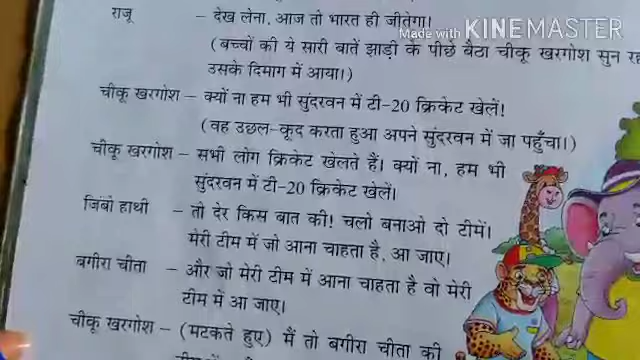 Made with KINEMASTER
राजू – देख लेना, आज तो भारत ही जीतेगा।
(बच्चों की ये सारी बातें झाड़ी के पीछे बैठा चीकू खरगोश सुन
उसके दिमाग में आया।)
चीकू खरगोश – क्यों ना हम भी सुंदरवन में टी-20 क्रिकेट खेलें!
(वह उछल-कूद करता हुआ अपने सुंदरवन में जा पहुँचा।)
चीकू खरगोश – सभी लोग क्रिकेट खेलते हैं। क्यों ना, हम भी
सुंदरवन में टी-20 क्रिकेट खेलें।
जिंबो हाथी – तो देर किस बात की! चलो बनाओ दो टीमें।
मेरी टीम में जो आना चाहता है, आ जाए।
बगीरा चीता – और जो मेरी टीम में आना चाहता है वो मेरी
टीम में आ जाए।
चीकू खरगोश – (मटकते हुए) मैं तो बगीरा चीता की